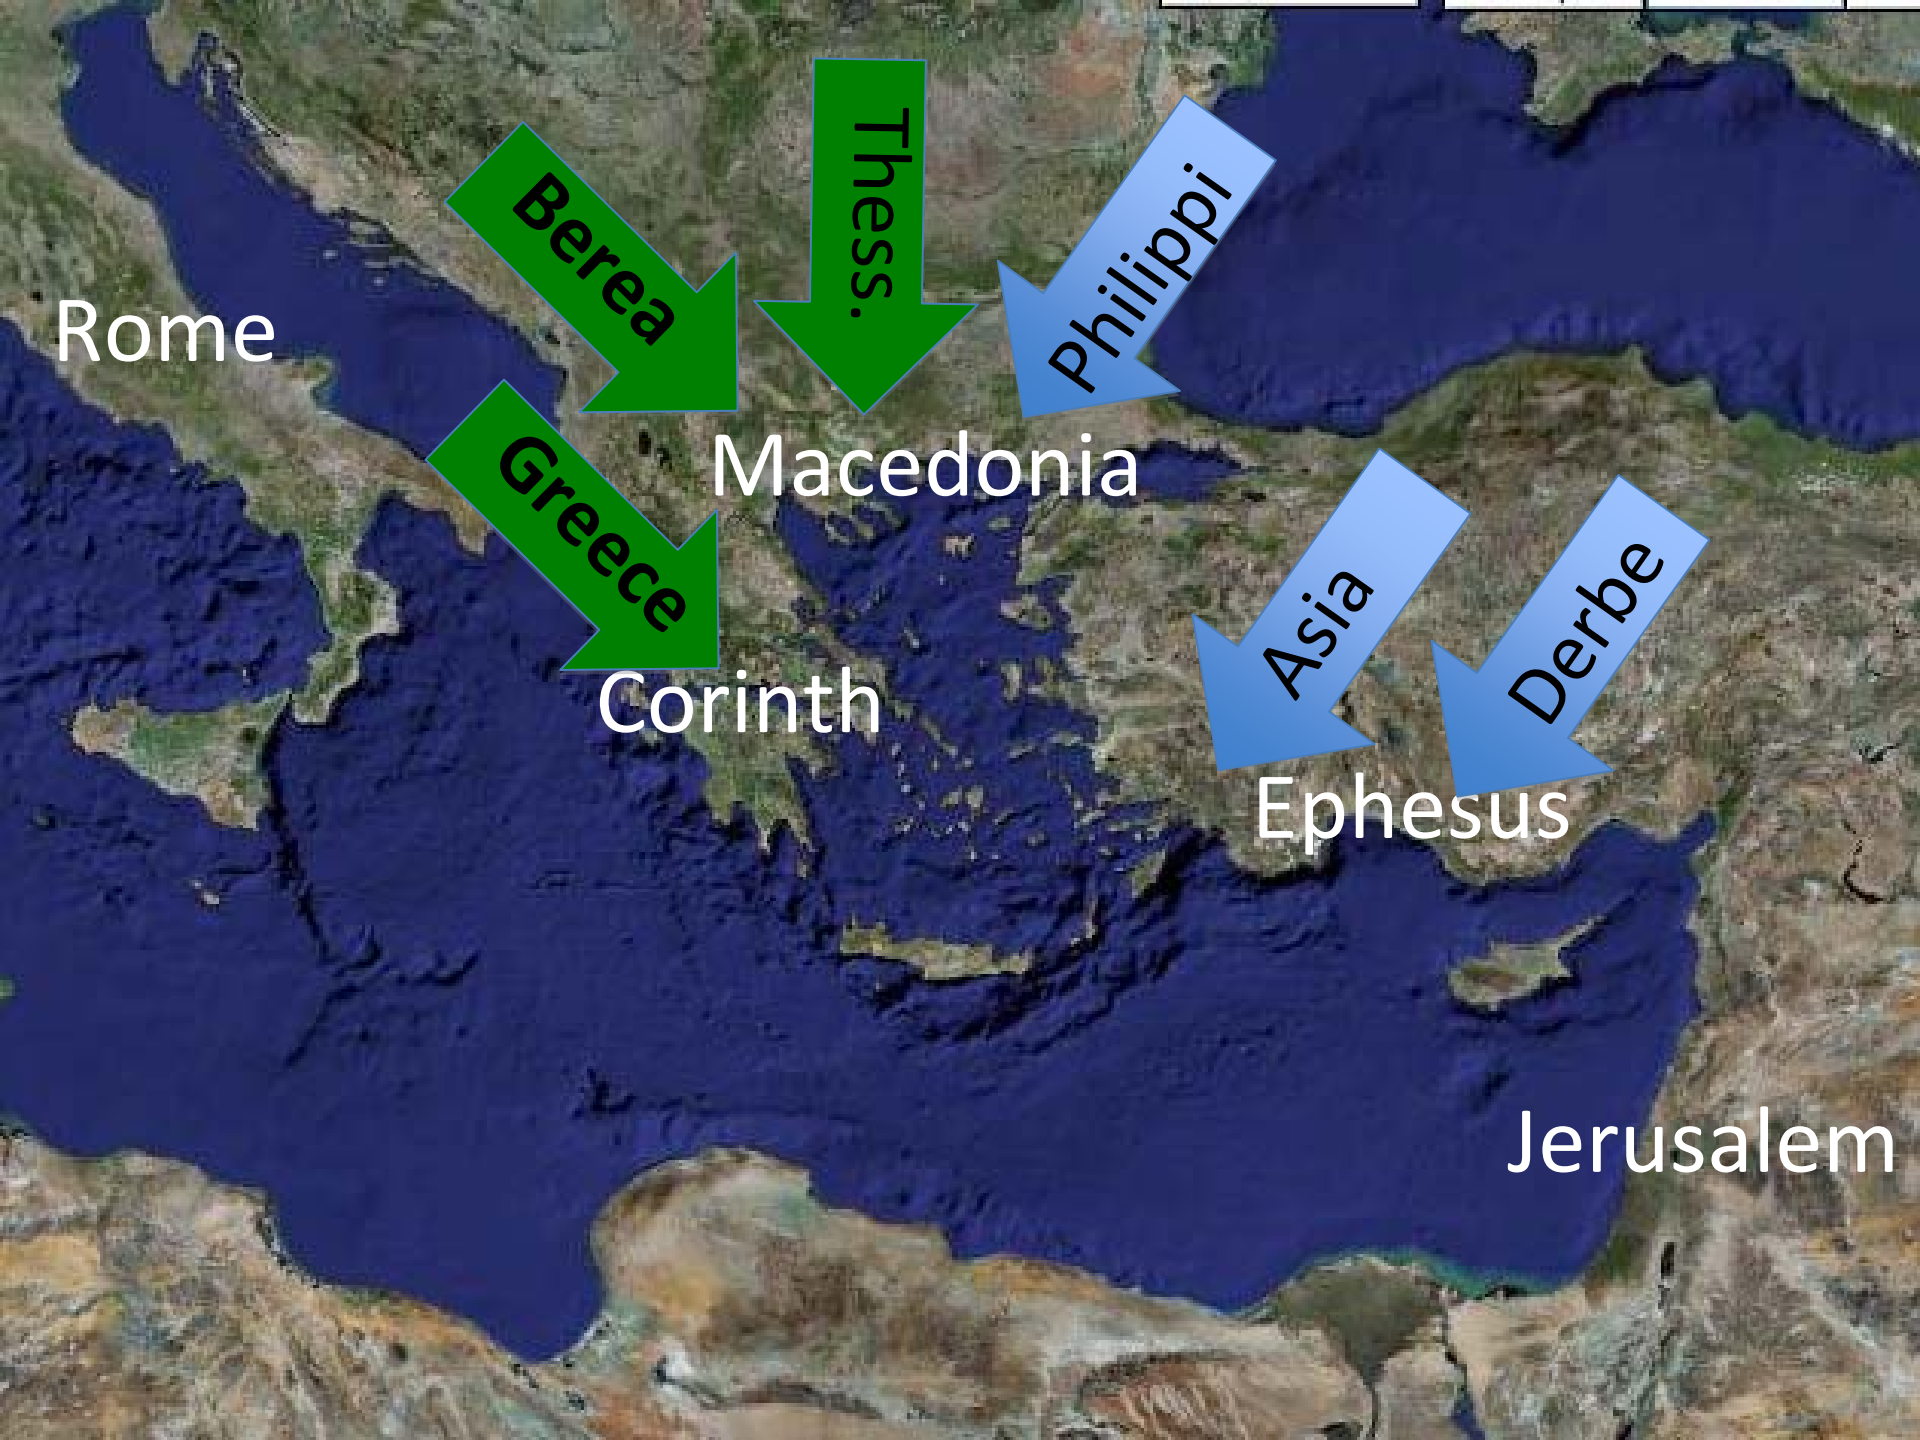 Berea
Thess.
Philippi
Rome
Greece
Macedonia
Asia
Derbe
Corinth
Ephesus
Jerusalem